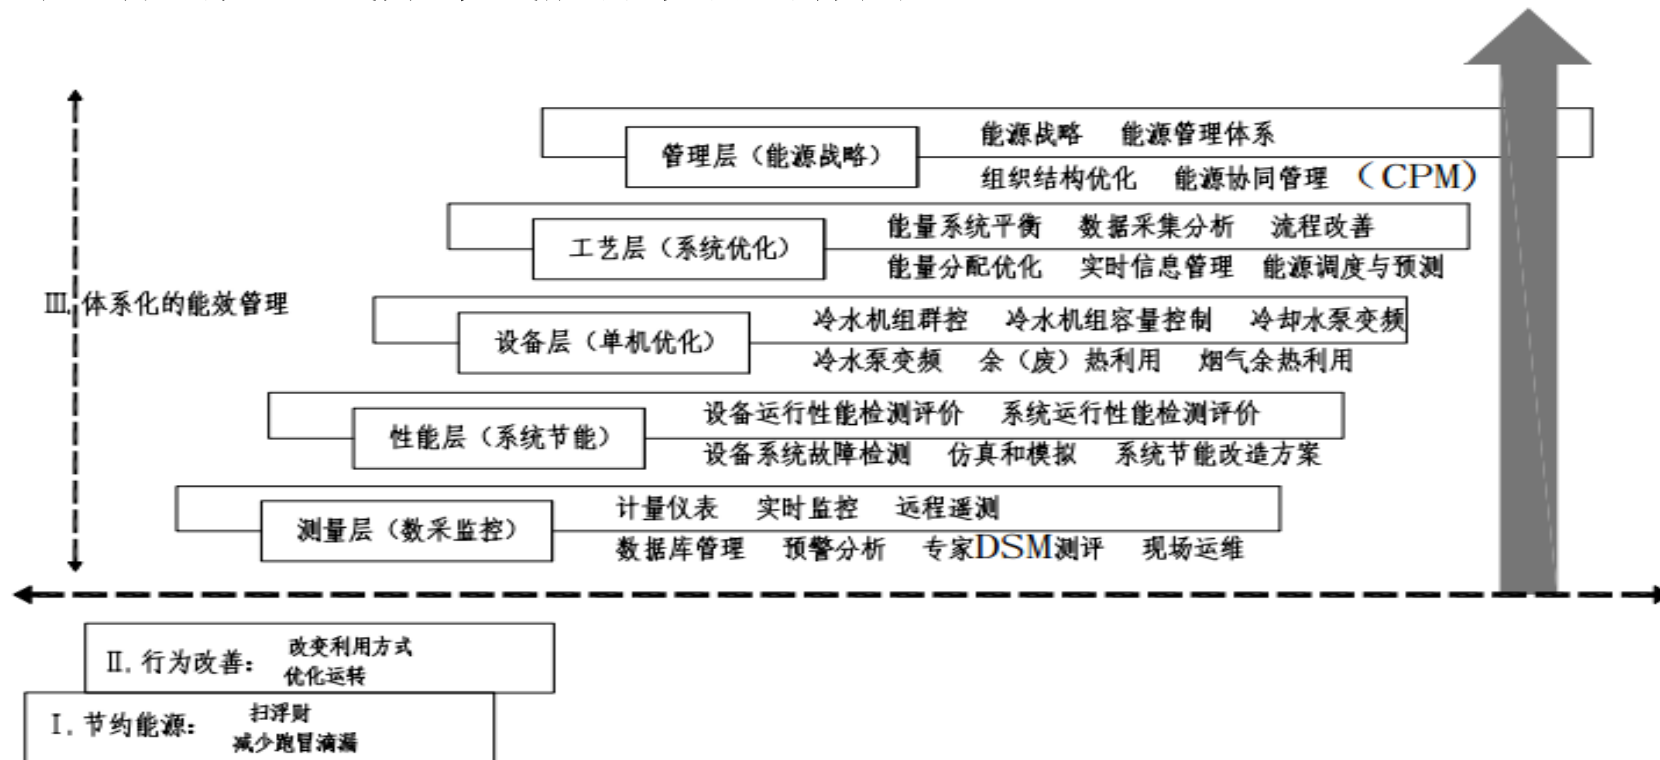 能源战略 能源管理体系
管理层（能源战略）
组织结构优化 能源协同管理 （CPM）
能量系统平衡 数据采集分析 流程改善
工艺层（系统优化）
能量分配优化 实时信息管理 能源调度与预测
Ⅲ.体系化的能效管理
冷水机组群控 冷水机组容量控制 冷却水泵变频
设备层（单机优化）
冷水泵变频 余（废）热利用 烟气余热利用
设备运行性能检测评价 系统运行性能检测评价
性能层（系统节能）
设备系统故障检测 仿真和模拟 系统节能改造方案
计量仪表 实时监控 远程遥测
测量层（数采监控）
数据库管理 预警分析 专家DSM测评 现场运维
Ⅱ.行为改善：
改变利用方式
优化运转
Ⅰ.节约能源：
扫浮财
减少跑冒滴漏